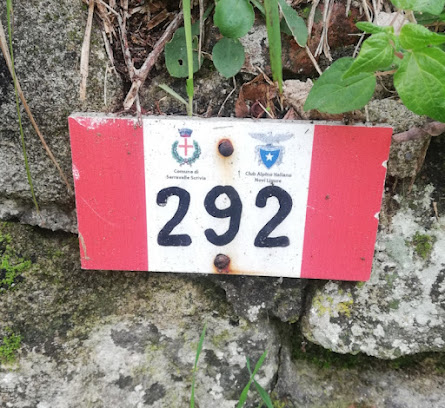 Comune di
Serravalle Scrivia
Club Alpino Italiano
Novi Ligure
292